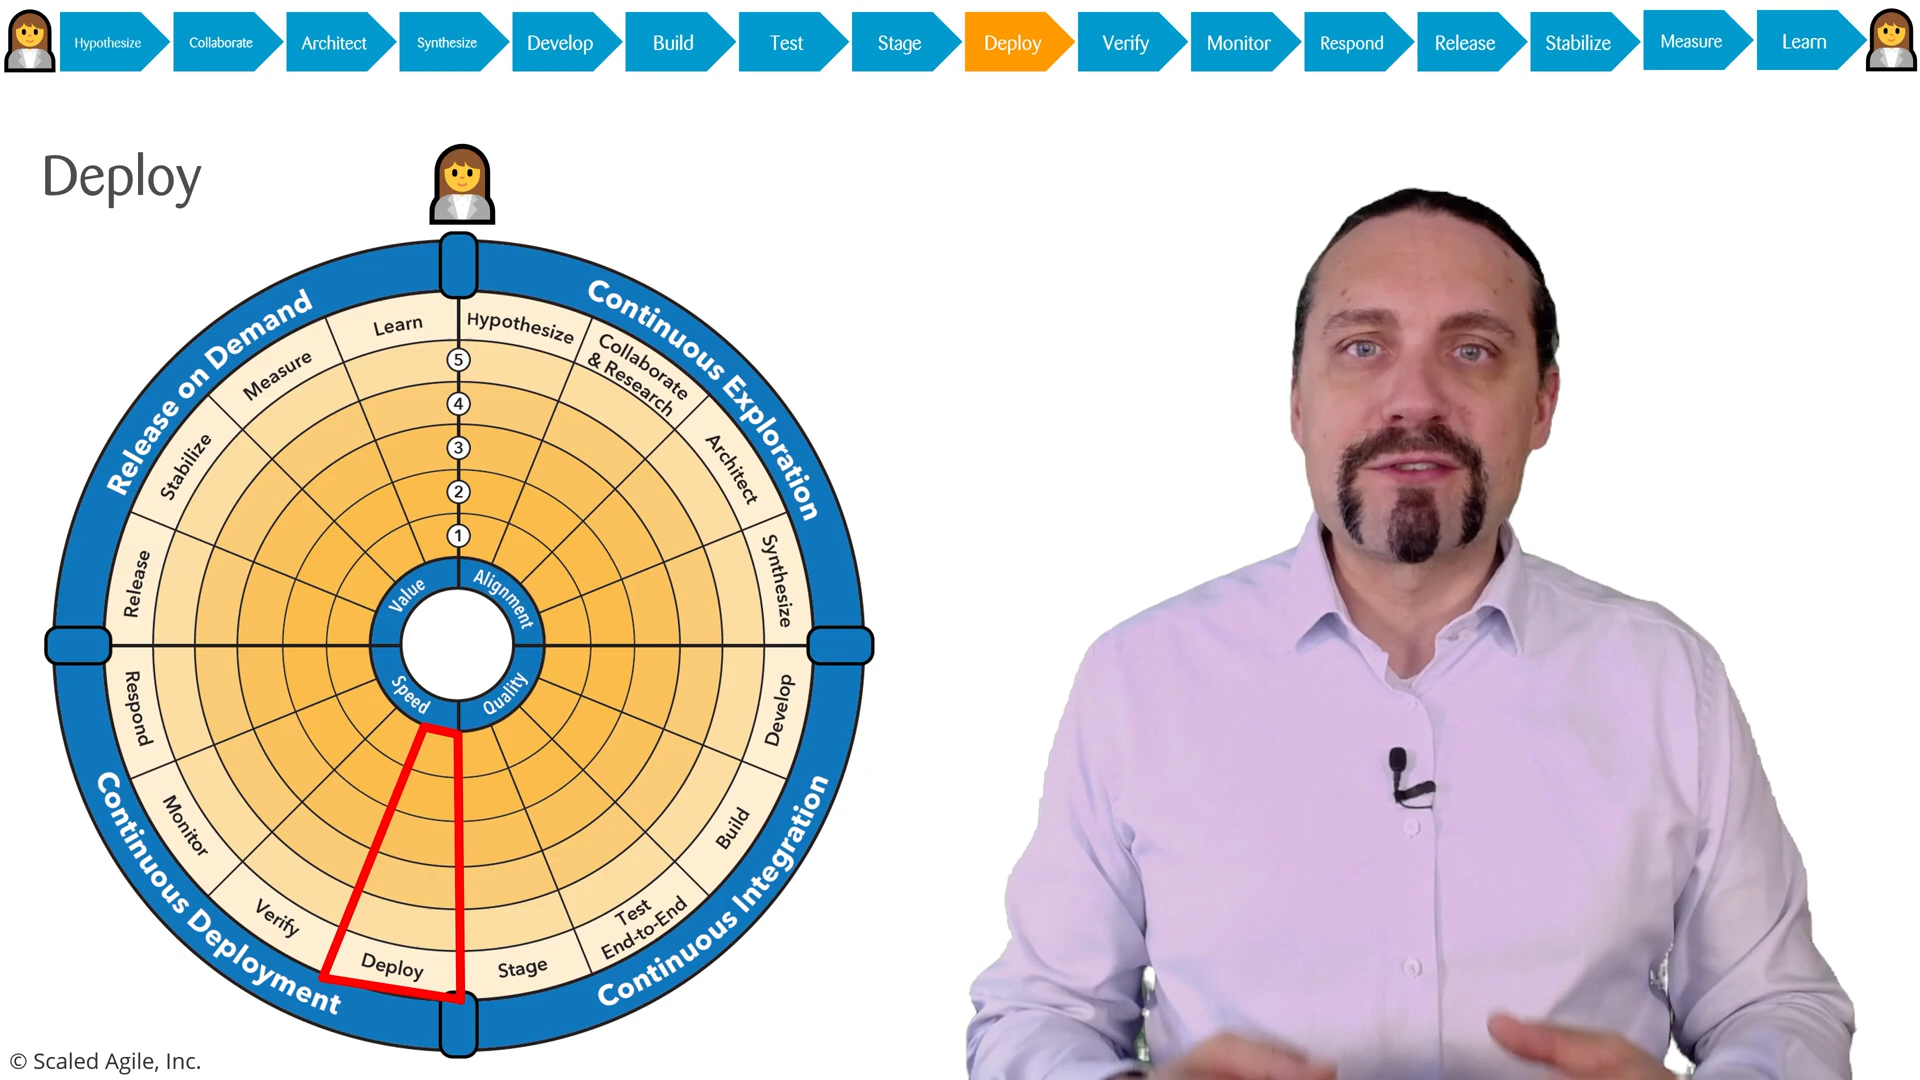 Hypothesize
Collaborate
Architect
Synthesize
Develop
Build
Test
Stage
Deploy
Verify
Monitor
Respond
Release
Stabilize
Measure
Learn
Deploy
Continuous Exploration
Hypothesize
Collaborate
& Research
Architect
Synthesize
Continuous Integration
Develop
Build
Test
End-to-End
Stage
Continuous Deployment
Deploy
Verify
Monitor
Respond
Release on Demand
Release
Stabilize
Measure
Learn
5
4
3
2
1
Value
Alignment
Speed
Quality
© Scaled Agile, Inc.